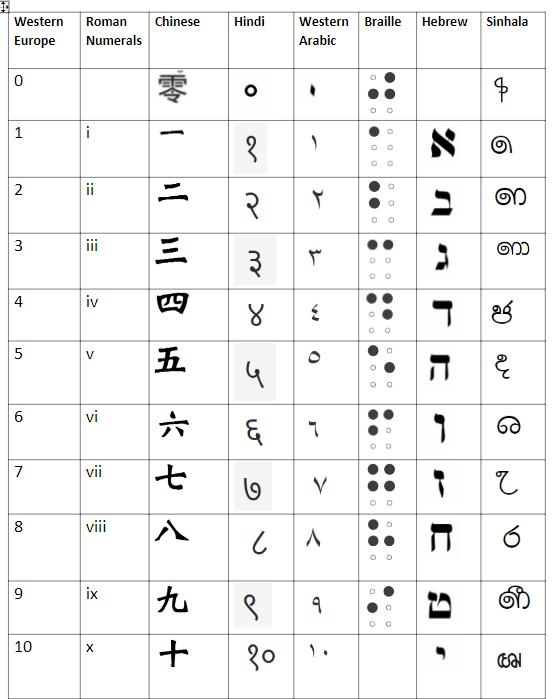 Western Roman Chinese Hindi Western Braille Hebrew Sinhala
Europe Numerals Arabic
0 零 ० ٠ ⠚ ෦
1 i 一 १ ١ ⠁ א ෧
2 ii 二 २ ٢ ⠃ ב ෨
3 iii 三 ३ ٣ ⠉ ג ෩
4 iv 四 ४ ٤ ⠙ ד ෪
5 v 五 ५ ٥ ⠑ ה ෫
6 vi 六 ६ ٦ ⠋ ו ෬
7 vii 七 ७ ٧ ⠛ ז ෭
8 viii 八 ८ ٨ ⠓ ח ෮
9 ix 九 ९ ٩ ⠊ ט ෯
10 x 十 १० ١٠ י